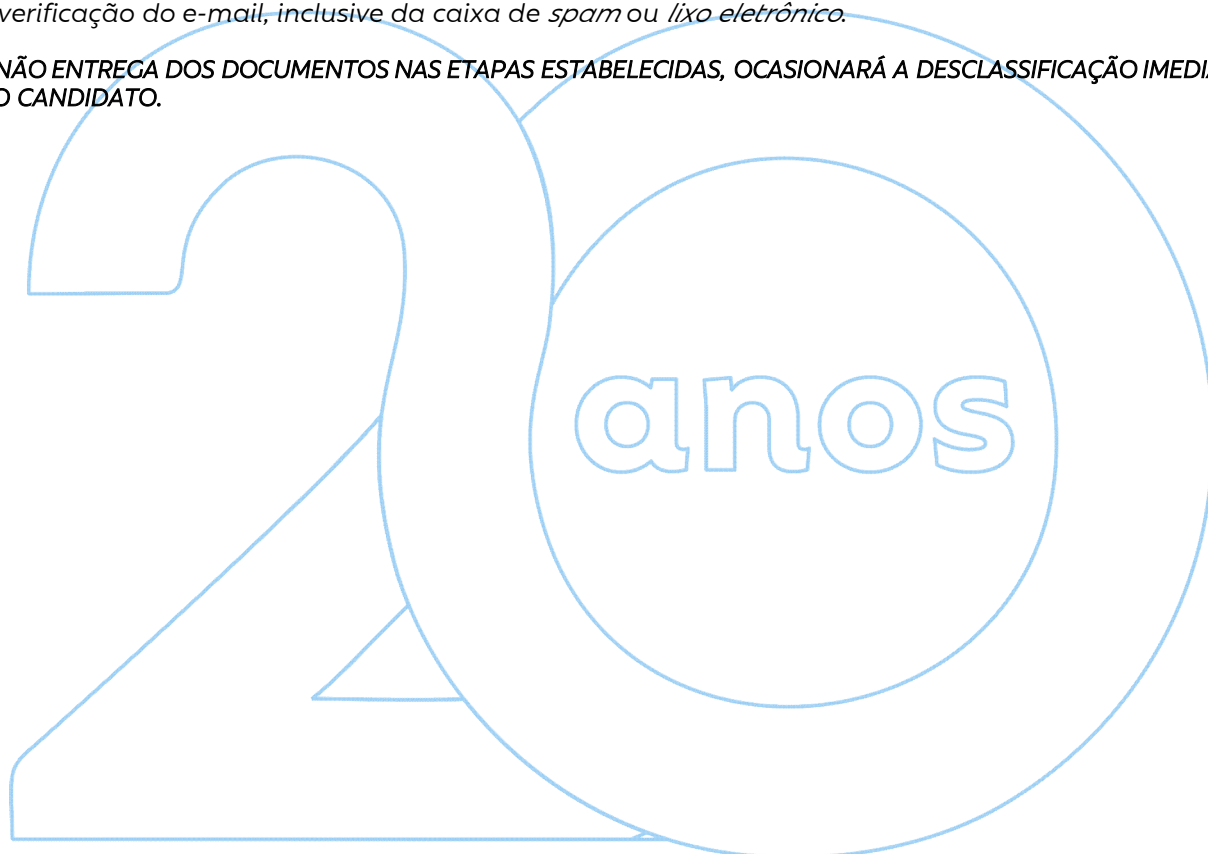 verificação do e-mail, inclusive da caixa de spam ou lixo eletrônico.
NÃO ENTREGA DOS DOCUMENTOS NAS ETAPAS ESTABELECIDAS, OCASIONARÁ A DESCLASSIFICAÇÃO
CANDIDATO.
20
anos